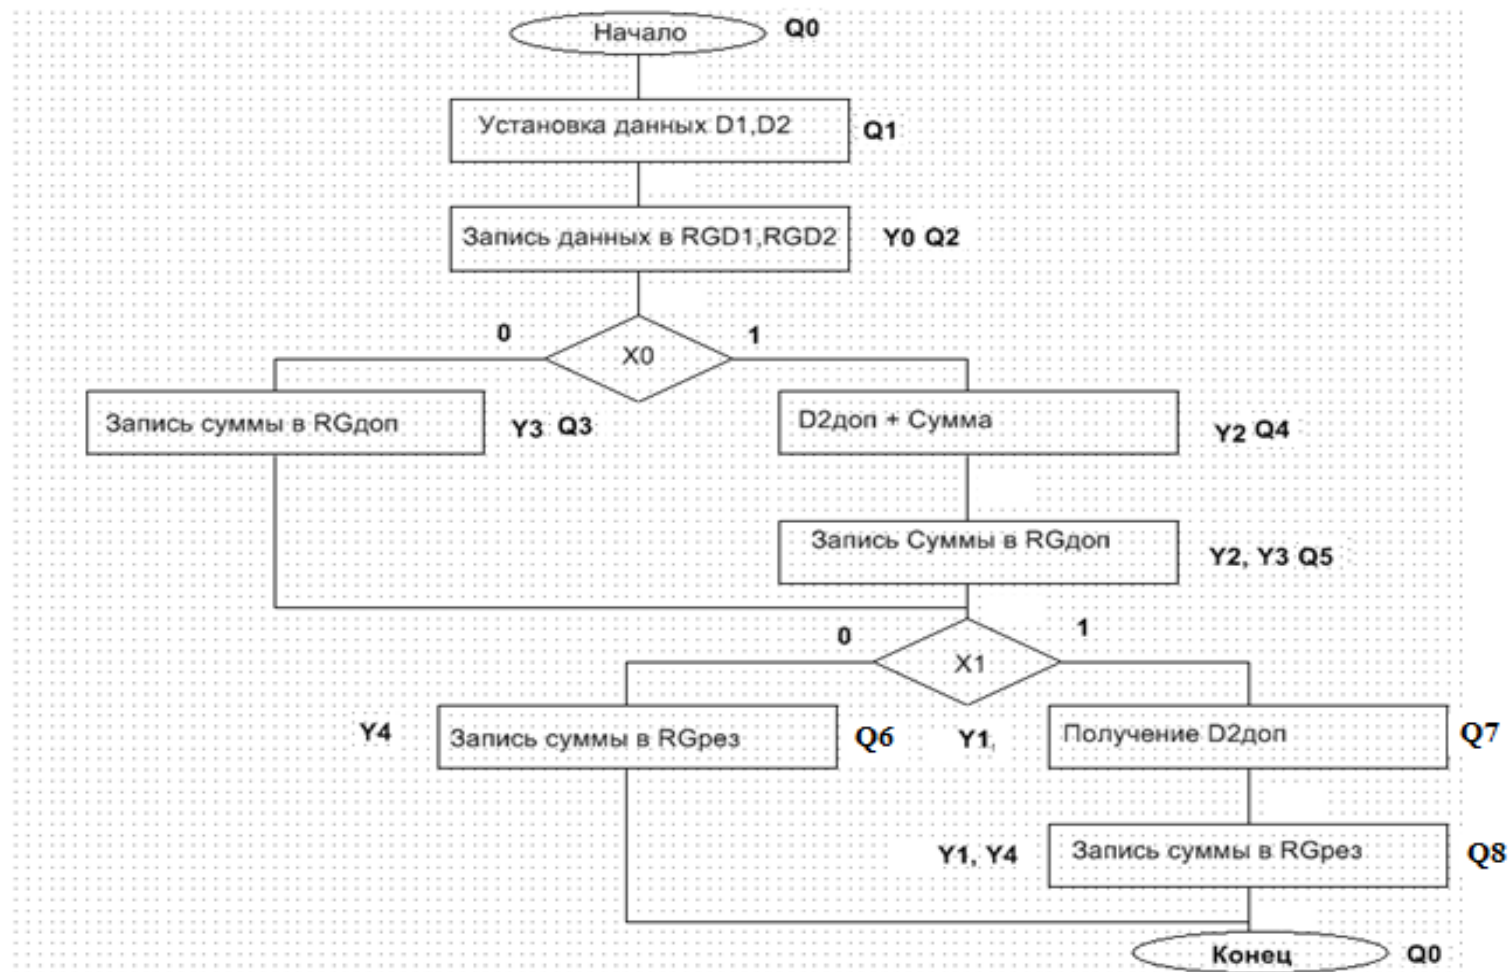 Начало Q0
Установка данных D1,D2 Q1
Запись данных в RGD1,RGD2 Y0 Q2
0 X0 1
Запись суммы в RGдоп Y3 Q3
D2доп + Сумма Y2 Q4
Запись Суммы в RGдоп Y2, Y3 Q5
0 X1 1
Y4 Запись суммы в RGрез Q6
Y1, Получение D2доп Q7
Y1, Y4 Запись суммы в RGрез Q8
Конец Q0